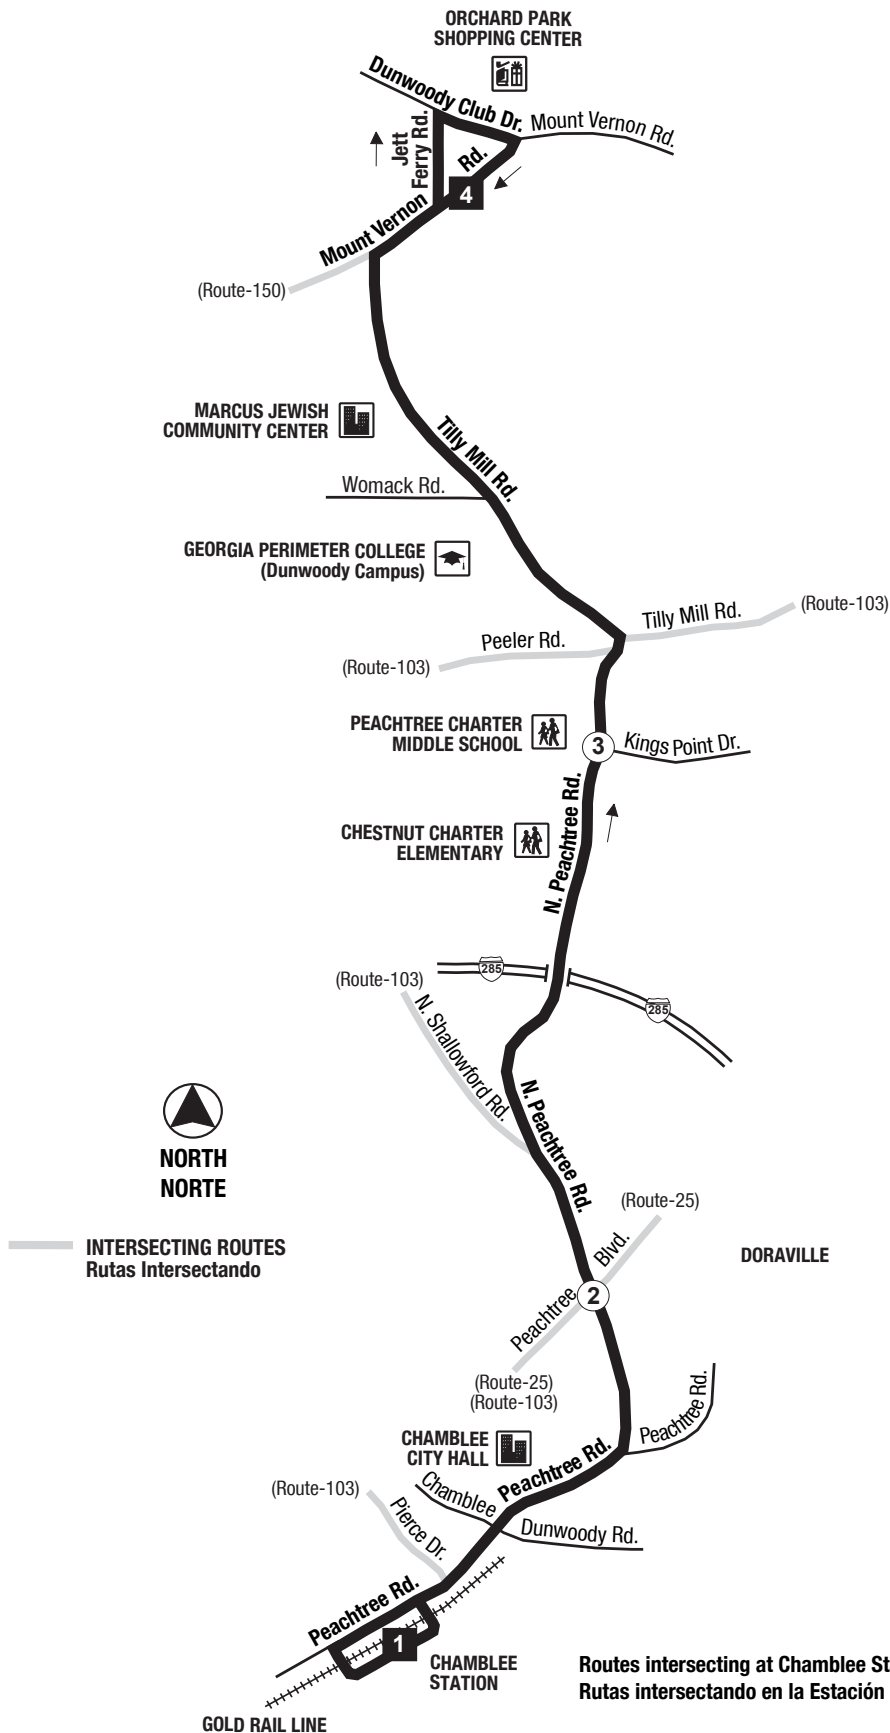 ORCHARD PARK
SHOPPING CENTER
Dunwoody Club Dr.
Mount Vernon Rd.
Jett
Ferry Rd.
Mount Vernon Rd.
4
(Route-150)
MARCUS JEWISH
COMMUNITY CENTER
Tilly Mill Rd.
Womack Rd.
GEORGIA PERIMETER COLLEGE
(Dunwoody Campus)
Tilly Mill Rd.
(Route-103)
Peeler Rd.
(Route-103)
PEACHTREE CHARTER
MIDDLE SCHOOL
3
Kings Point Dr.
N. Peachtree Rd.
CHESTNUT CHARTER
ELEMENTARY
285
(Route-103)
285
N. Shallowford Rd.
N. Peachtree Rd.
NORTH
NORTE
(Route-25)
INTERSECTING ROUTES
Rutas Intersectando
DORAVILLE
Peachtree Blvd.
2
(Route-25)
(Route-103)
Peachtree Rd.
CHAMBLEE
CITY HALL
Peachtree Rd.
(Route-103)
Chamblee
Dunwoody Rd.
Pierce Dr.
Peachtree Rd.
1
CHAMBLEE
STATION
GOLD RAIL LINE
Routes intersecting at Chamblee St
Rutas intersectando en la Estación